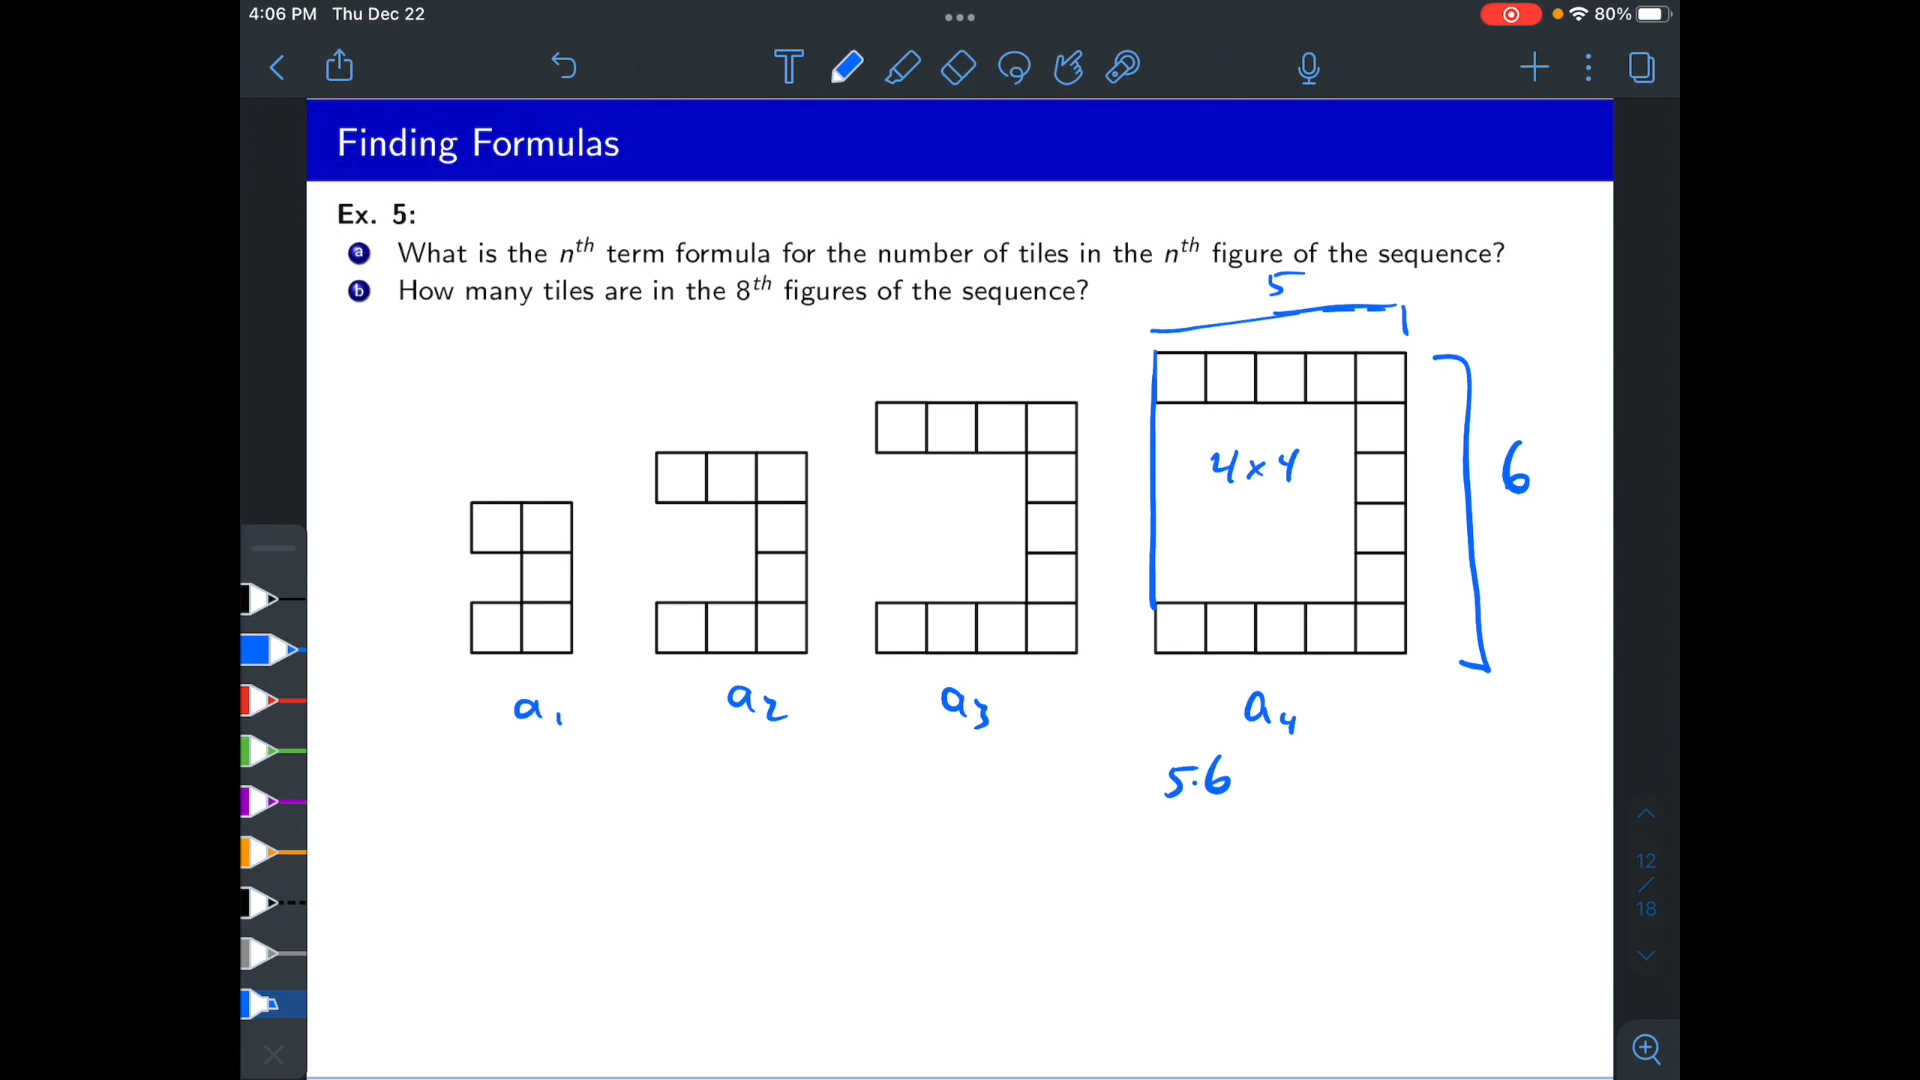 4:06 PM Thu Dec 22
80%
Finding Formulas
Ex. 5:
a What is the nth term formula for the number of tiles in the nth figure of the sequence?
b How many tiles are in the 8th figures of the sequence?
5
4 x 4
6
a1 a2 a3 a4
5·6
12
/
18